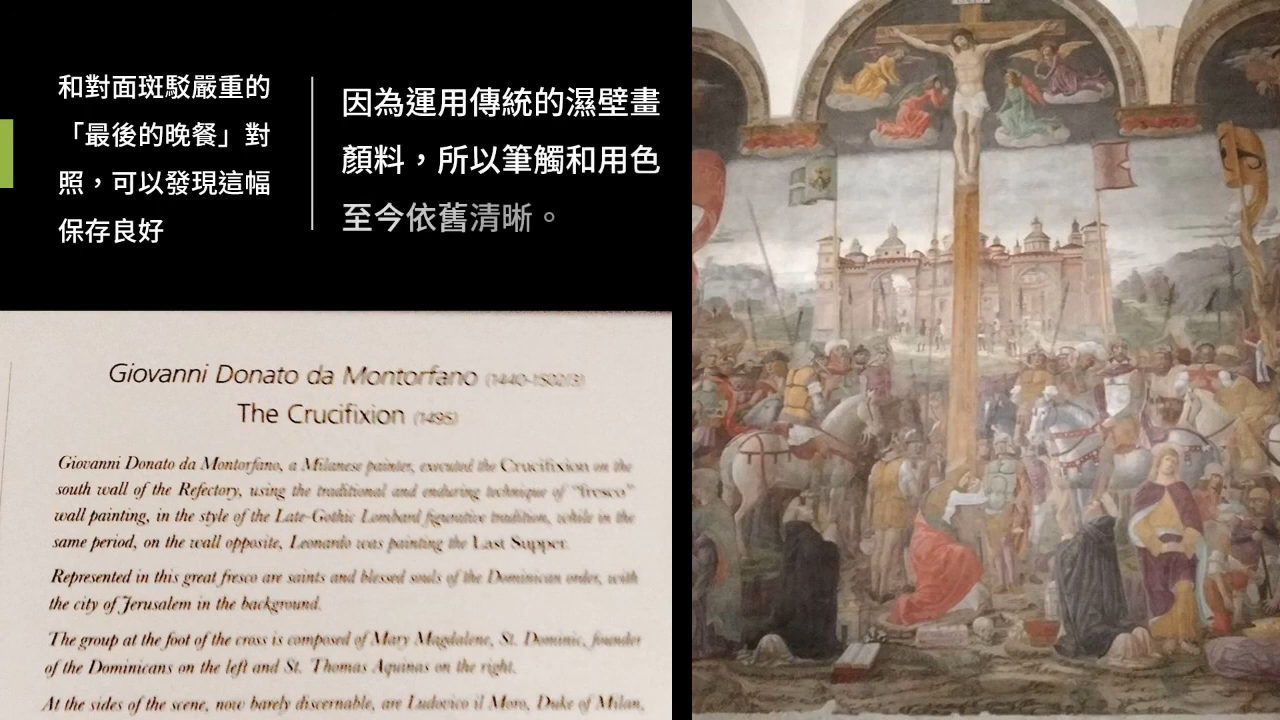 和對面斑駁嚴重的
「最後的晚餐」對
照，可以發現這幅
保存良好
因為運用傳統的濕壁畫
顏料，所以筆觸和用色
至今依舊清晰。
Giovanni Donato da Montorfano (1440-1502/3)
The Crucifixion (1495)
Giovanni Donato da Montorfano, a Milanese painter, executed the Crucifixion on the
south wall of the Refectory, using the traditional and enduring technique of "fresco"
wall painting, in the style of the Late-Gothic Lombard figurative tradition, while in the
same period, on the wall opposite, Leonardo was painting the Last Supper.
Represented in this great fresco are saints and blessed souls of the Dominican order, with
the city of Jerusalem in the background.
The group at the foot of the cross is composed of Mary Magdalene, St. Dominic, founder
of the Dominicans on the left and St. Thomas Aquinas on the right.
At the sides of the scene, now barely discernable, are Ludovico il Moro, Duke of Milan,